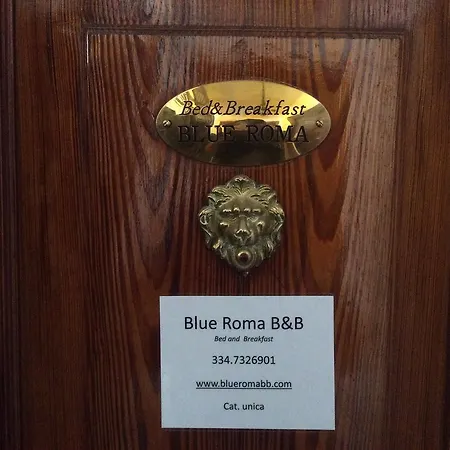 Bed&Breakfast
BLUE ROMA
Blue Roma B&B
Bed and Breakfast
334.7326901
www.blueromabb.com
Cat. unica